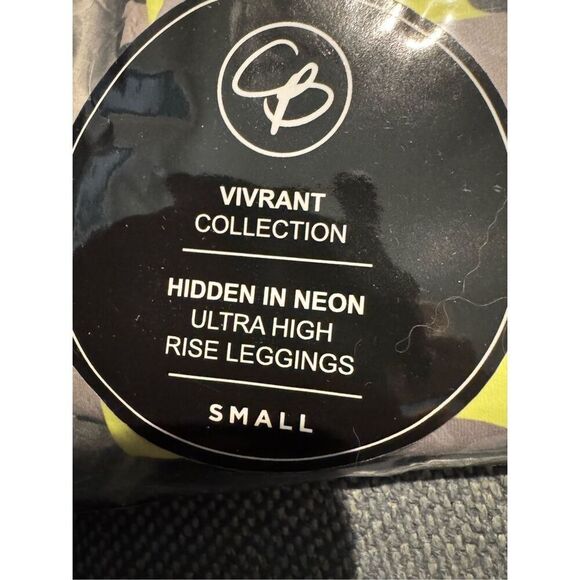 CB
VIVRANT
COLLECTION
HIDDEN IN NEON
ULTRA HIGH
RISE LEGGINGS
SMALL